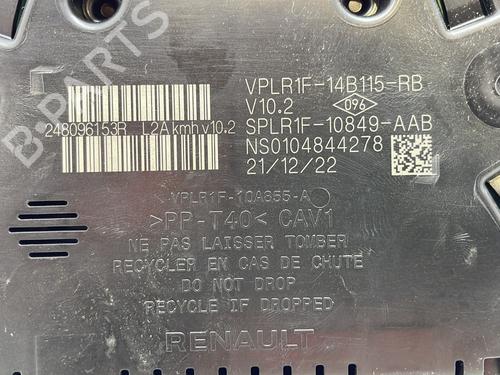 B-PARTS
VPLR1F-14B115-RB
V10.2 096
248096153R L2A kmh v10.2
SPLR1F-10849-AAB
NS0104844278
21/12/22
VPLR1F-10A855-A
>PP-T40< CAV1
NE PAS LAISSER TOMBER
RECYCLER EN CAS DE CHUTE
DO NOT DROP
RECYCLE IF DROPPED
RENAULT